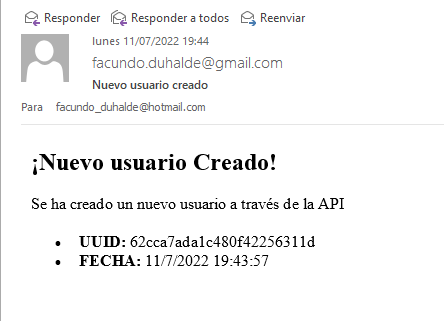 Responder Responder a todos Reenviar
lunes 11/07/2022 19:44
facundo.duhalde@gmail.com
Nuevo usuario creado
Para facundo_duhalde@hotmail.com
¡Nuevo usuario Creado!
Se ha creado un nuevo usuario a través de la API
• UUID: 62cca7ada1c480f42256311d
• FECHA: 11/7/2022 19:43:57